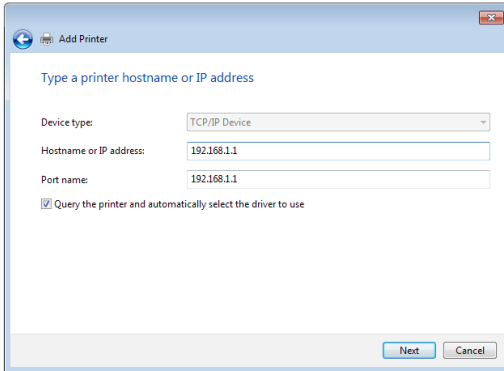 Add Printer
Type a printer hostname or IP address
Device type: TCP/IP Device
Hostname or IP address: 192.168.1.1
Port name: 192.168.1.1
Query the printer and automatically select the driver to use
Next Cancel